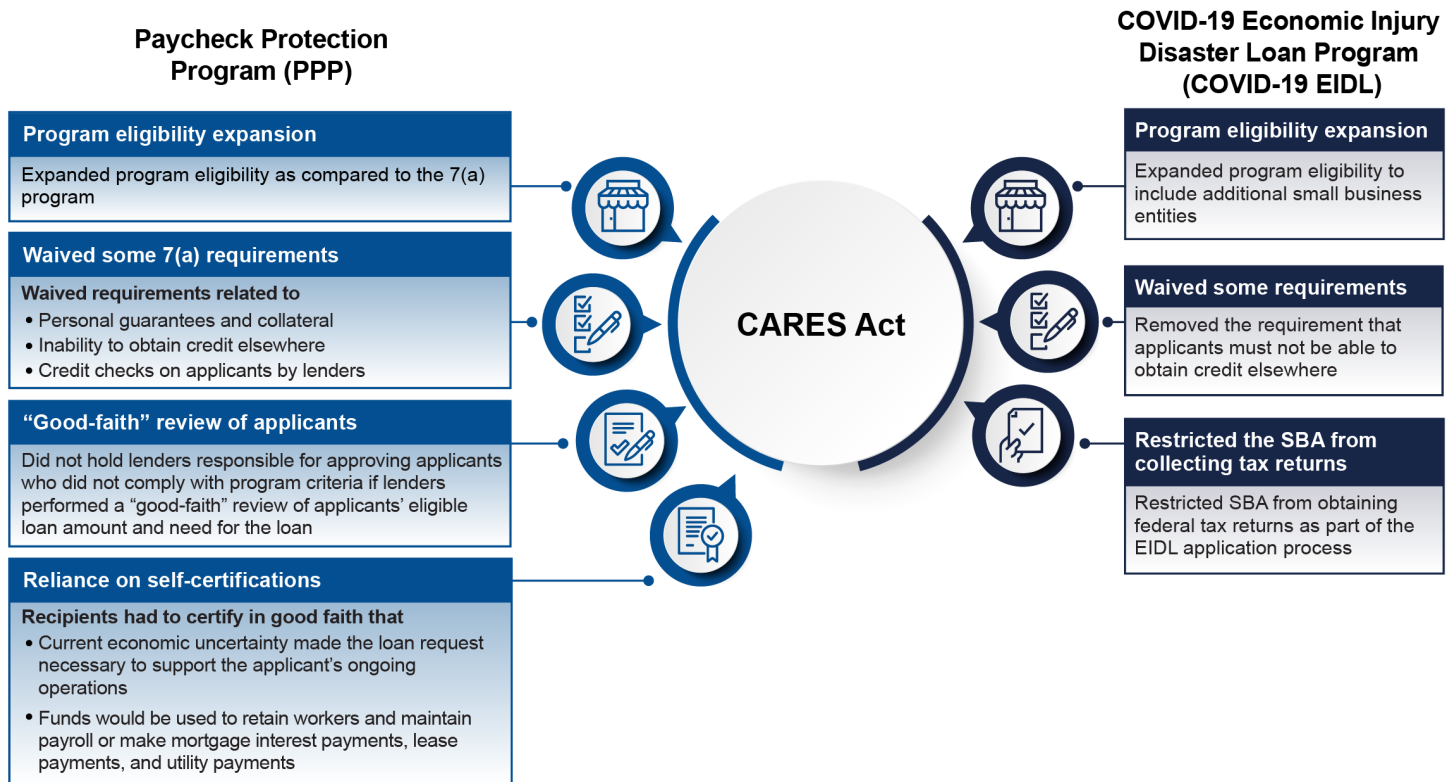 Paycheck Protection
Program (PPP)
Program eligibility expansion
Expanded program eligibility as compared to the 7(a)
program
Waived some 7(a) requirements
Waived requirements related to
• Personal guarantees and collateral
• Inability to obtain credit elsewhere
• Credit checks on applicants by lenders
“Good-faith” review of applicants
Did not hold lenders responsible for approving applicants
who did not comply with program criteria if lenders
performed a “good-faith” review of applicants’ eligible
loan amount and need for the loan
Reliance on self-certifications
Recipients had to certify in good faith that
• Current economic uncertainty made the loan request
necessary to support the applicant’s ongoing
operations
• Funds would be used to retain workers and maintain
payroll or make mortgage interest payments, lease
payments, and utility payments
CARES Act
COVID-19 Economic Injury
Disaster Loan Program
(COVID-19 EIDL)
Program eligibility expansion
Expanded program eligibility to
include additional small business
entities
Waived some requirements
Removed the requirement that
applicants must not be able to
obtain credit elsewhere
Restricted the SBA from
collecting tax returns
Restricted SBA from obtaining
federal tax returns as part of the
EIDL application process